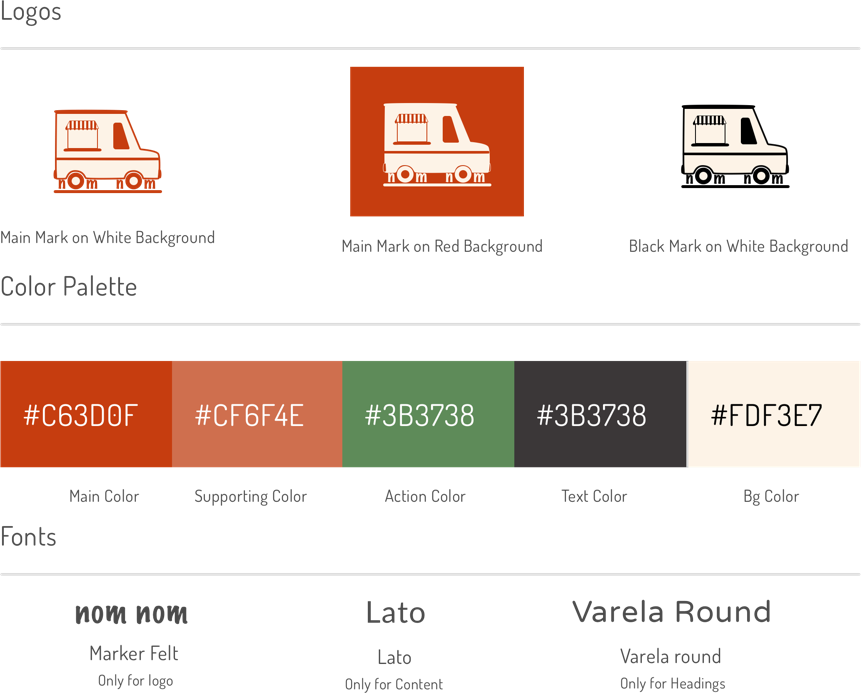 Logos
nom nom
nom nom
nom nom
Main Mark on White Background
Main Mark on Red Background
Black Mark on White Background
Color Palette
#C63D0F
#CF6F4E
#3B3738
#3B3738
#FDF3E7
Main Color
Supporting Color
Action Color
Text Color
Bg Color
Fonts
nom nom
Lato
Varela Round
Marker Felt
Lato
Varela round
Only for logo
Only for Content
Only for Headings